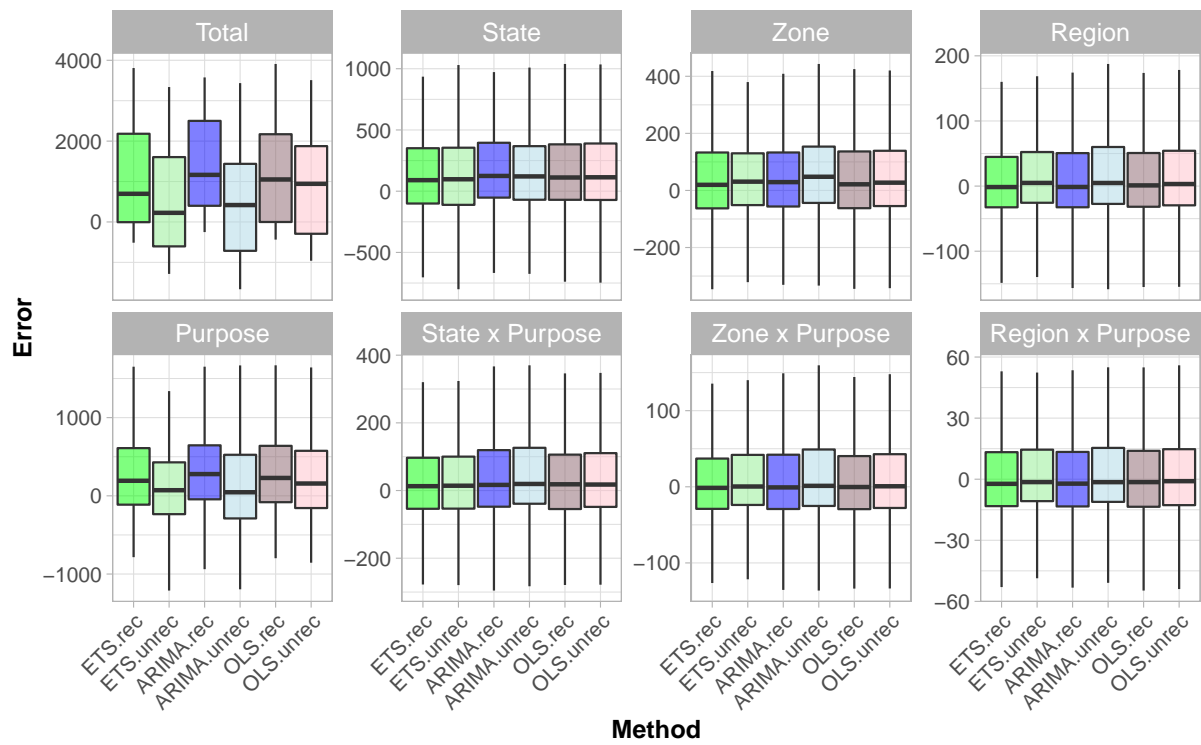 Total
State
Zone
Region
4000
2000
0
1000
500
0
−500
400
200
0
−200
200
100
0
−100
Purpose
State x Purpose
Zone x Purpose
Region x Purpose
1000
0
−1000
400
200
0
−200
100
0
−100
60
30
0
−30
−60
Error
ETS.rec
ETS.unrec
ARIMA.rec
ARIMA.unrec
OLS.rec
OLS.unrec
ETS.rec
ETS.unrec
ARIMA.rec
ARIMA.unrec
OLS.rec
OLS.unrec
ETS.rec
ETS.unrec
ARIMA.rec
ARIMA.unrec
OLS.rec
OLS.unrec
ETS.rec
ETS.unrec
ARIMA.rec
ARIMA.unrec
OLS.rec
OLS.unrec
Method